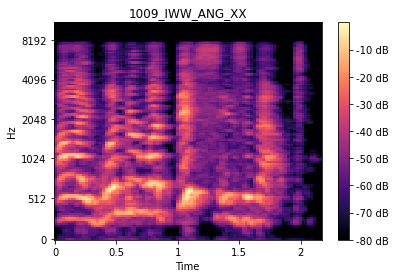 1009_IWW_ANG_XX
8192
4096
2048
1024
512
0
Hz
0
0.5
1
1.5
2
Time
-10 dB
-20 dB
-30 dB
-40 dB
-50 dB
-60 dB
-70 dB
-80 dB